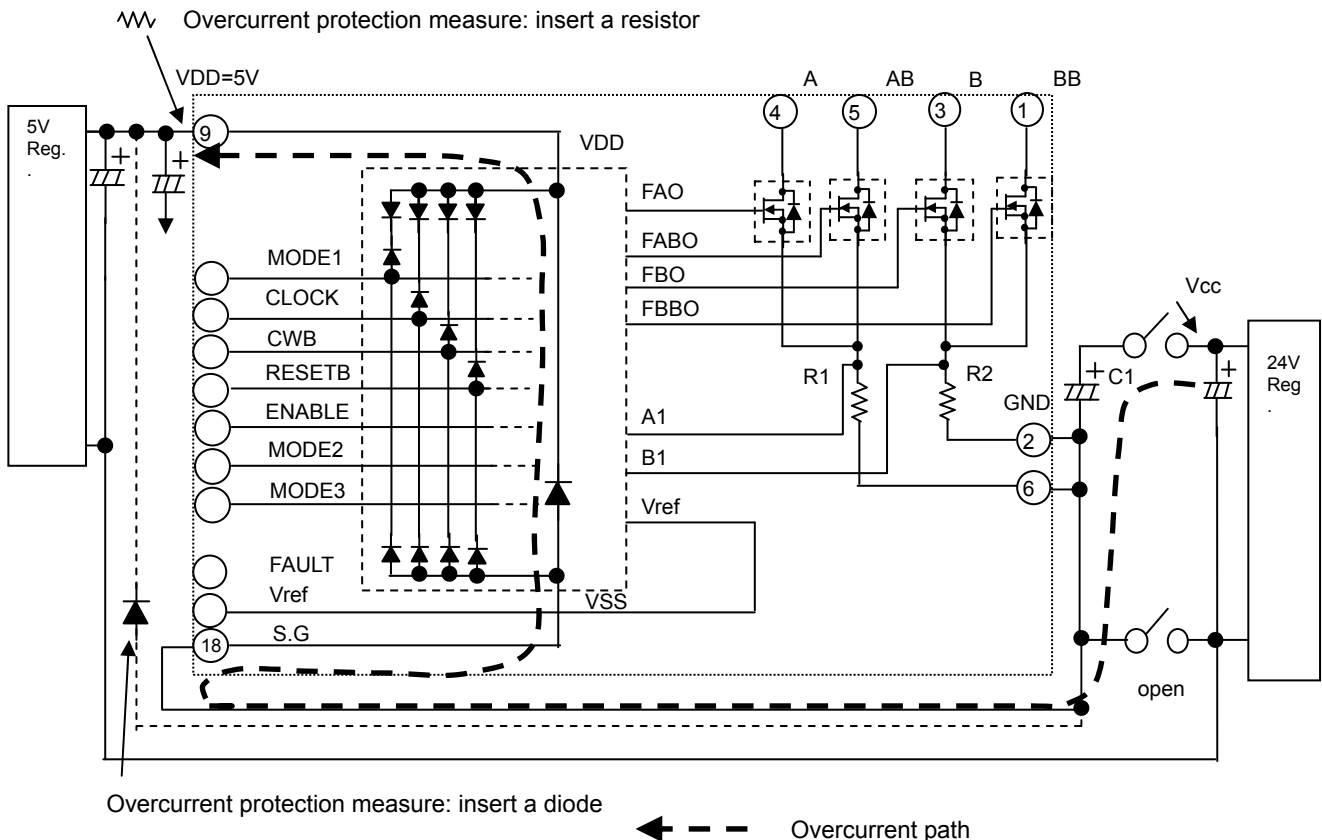 Overcurrent protection measure: insert a resistor
VDD=5V
A
AB
B
BB
5V
Reg.
.
9
4
5
3
1
VDD
FAO
FABO
FBO
FBBO
MODE1
CLOCK
CWB
RESETB
ENABLE
MODE2
MODE3
FAULT
Vref
S.G
18
A1
B1
Vref
VSS
R1
R2
GND
2
6
+
+
+
C1
+
Vcc
24V
Reg
.
open
Overcurrent protection measure: insert a diode
Overcurrent path